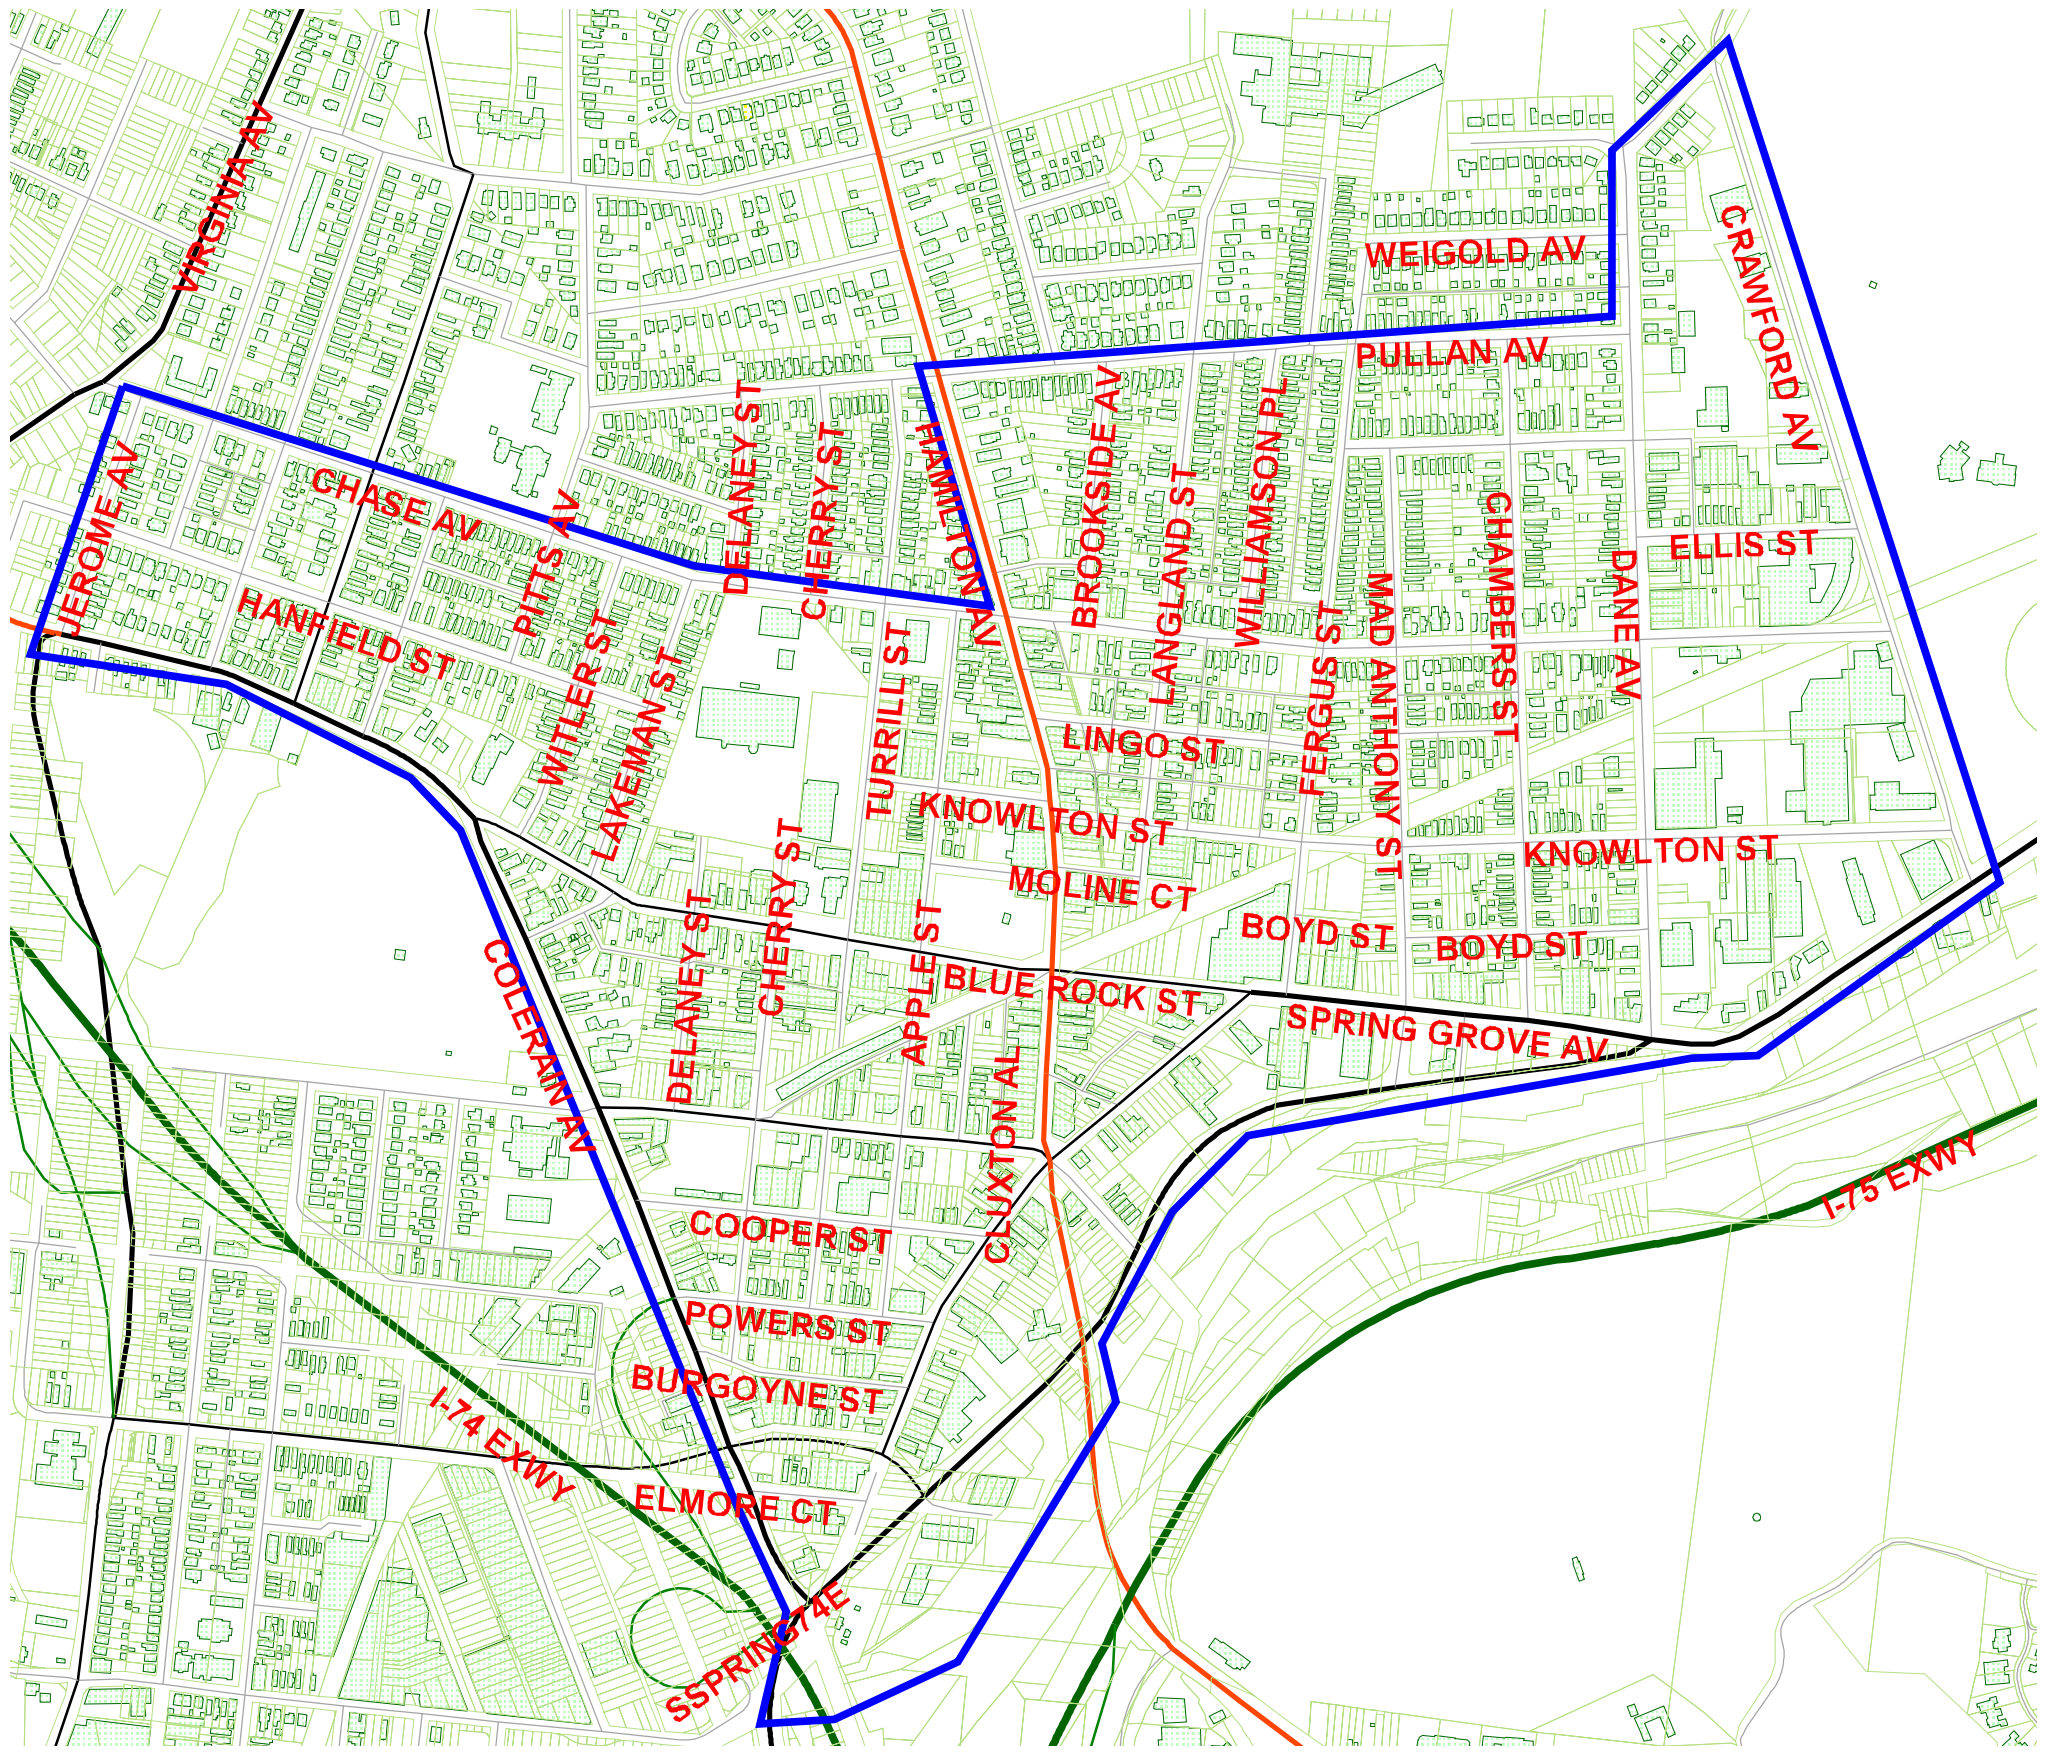 VIRGINIA AV
WEIGOLD AV
CRAWFORD AV
PULLAN AV
JEROME AV
CHASE AV
PITTS AV
DELANEY ST
CHERRY ST
HAMILTON AV
BROOKSIDE AV
LANGLAND ST
WILLIAMSON PL
CHAMBERS ST
ELLIS ST
DANE AV
MAD ANTHONY ST
FERGUS ST
HANFIELD ST
WITLER ST
LAKEMAN ST
TURRILL ST
LINGO ST
KNOWLTON ST
KNOWLTON ST
MOLINE CT
CHERRY ST
DELANEY ST
APPLE ST
BOYD ST
BOYD ST
COLERAIN AV
BLUE ROCK ST
SPRING GROVE AV
CLUXTON AL
I-75 EXWY
COOPER ST
POWERS ST
BURGOYNE ST
I-74 EXWY
ELMORE CT
SSPRING74E